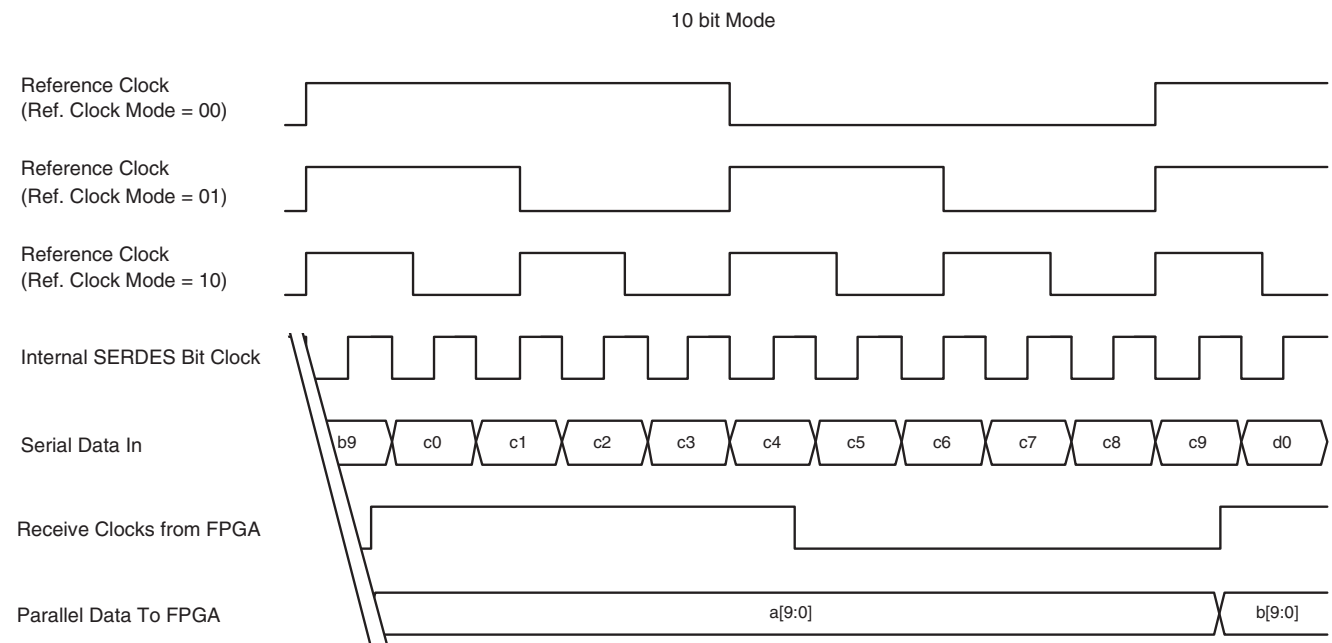 10 bit Mode
Reference Clock
(Ref. Clock Mode = 00)
Reference Clock
(Ref. Clock Mode = 01)
Reference Clock
(Ref. Clock Mode = 10)
Internal SERDES Bit Clock
Serial Data In
b9 c0 c1 c2 c3 c4 c5 c6 c7 c8 c9 d0
Receive Clocks from FPGA
Parallel Data To FPGA
a[9:0] b[9:0]